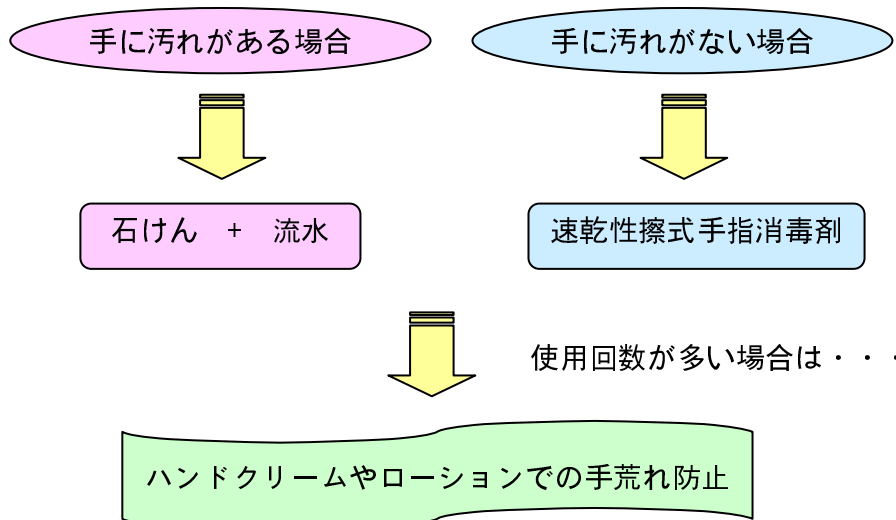 手に汚れがある場合
手に汚れがない場合
石けん　+　流水
速乾性擦式手指消毒剤
使用回数が多い場合は・・・
ハンドクリームやローションでの手荒れ防止